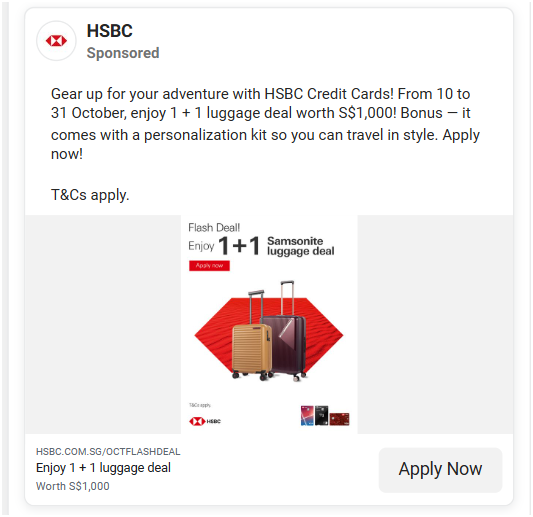 HSBC
Sponsored
Gear up for your adventure with HSBC Credit Cards! From 10 to
31 October, enjoy 1 + 1 luggage deal worth S$1,000! Bonus — it
comes with a personalization kit so you can travel in style. Apply
now!
T&Cs apply.
Flash Deal!
Enjoy 1+1 Samsonite
luggage deal
Apply now
T&Cs apply.
HSBC
HSBC.COM.SG/OCTFLASHDEAL
Enjoy 1 + 1 luggage deal
Worth S$1,000
Apply Now